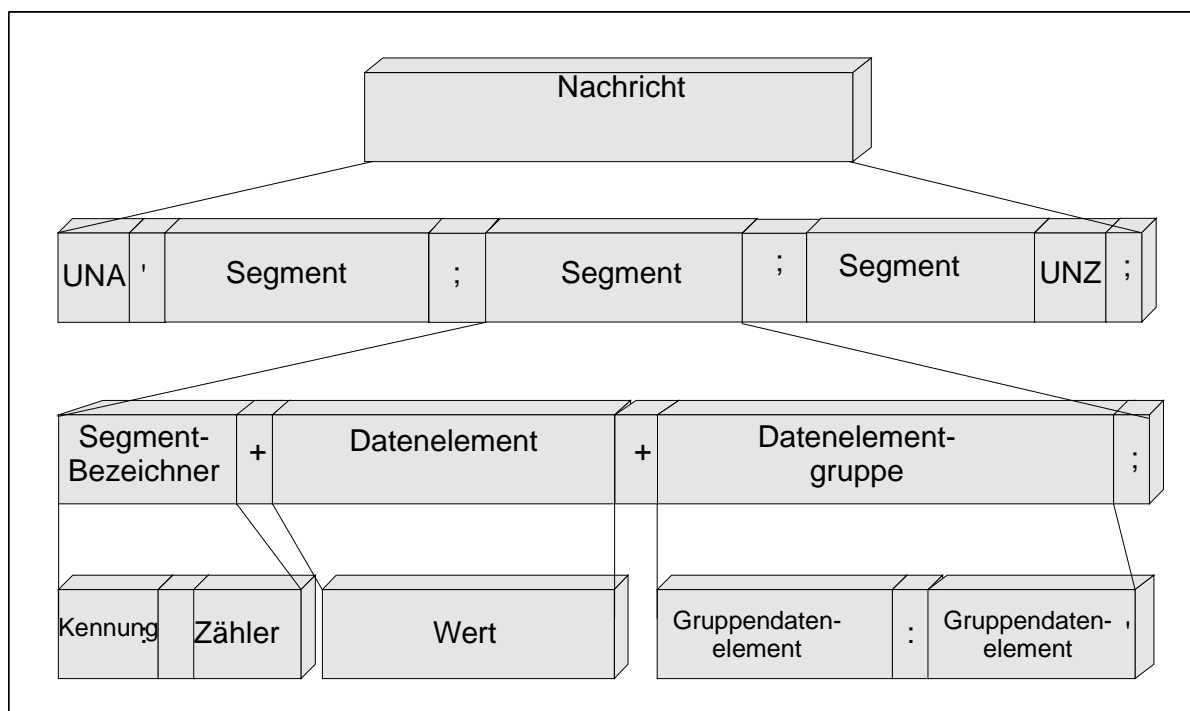 Nachricht
UNA ' Segment ; Segment ; Segment UNZ ;
Segment-
Bezeichner + Datenelement + Datenelement-
gruppe ;
Kennung : Zähler Wert Gruppendaten-
element : Gruppendaten-
element '